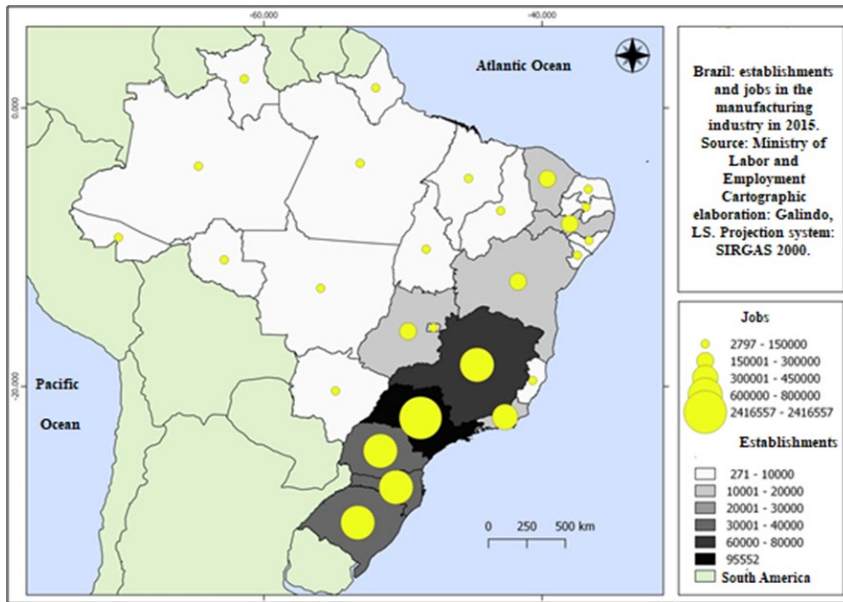 -60.000
-40.000
Atlantic Ocean
0.000
-20.000
Pacific
Ocean
0 250 500 km
Brazil: establishments
and jobs in the
manufacturing
industry in 2015.
Source: Ministry of
Labor and
Employment
Cartographic
elaboration: Galindo,
LS. Projection system:
SIRGAS 2000.
Jobs
2797 - 150000
150001 - 300000
300001 - 450000
600000 - 800000
2416557 - 2416557
Establishments
271 - 10000
10001 - 20000
20001 - 30000
30001 - 40000
60000 - 80000
95552
South America